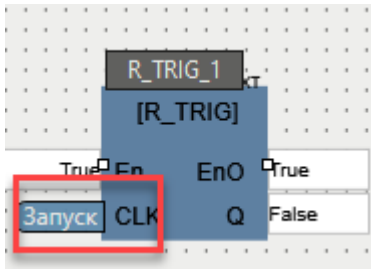 R_TRIG_1
[R_TRIG]
True En EnO True
Запуск CLK Q False